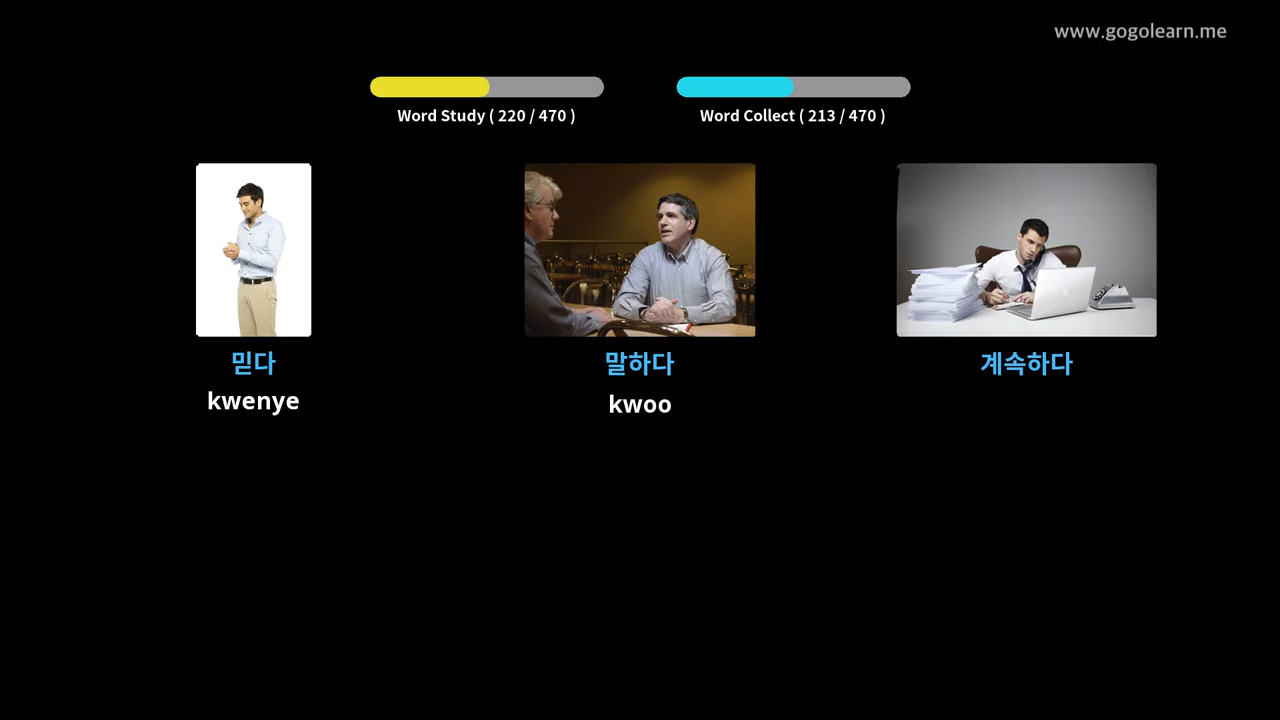 www.gogolearn.me
Word Study ( 220 / 470 )
Word Collect ( 213 / 470 )
믿다
말하다
계속하다
kwenye
kwoo